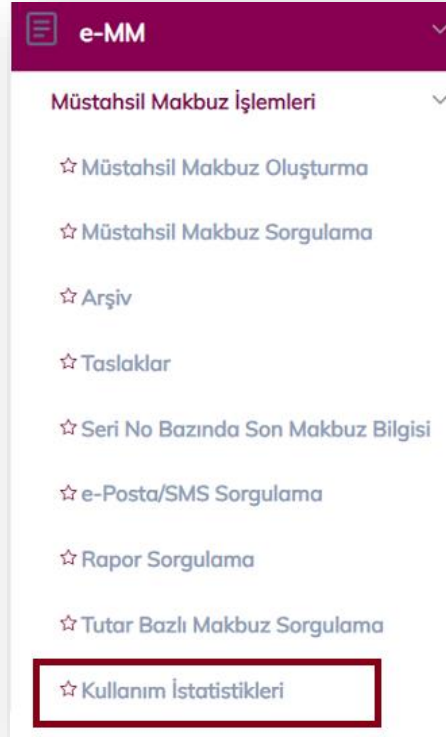 e-MM
Müstahsil Makbuz İşlemleri
Müstahsil Makbuz Oluşturma
Müstahsil Makbuz Sorgulama
Arşiv
Taslaklar
Seri No Bazında Son Makbuz Bilgisi
e-Posta/SMS Sorgulama
Rapor Sorgulama
Tutar Bazlı Makbuz Sorgulama
Kullanım İstatistikleri